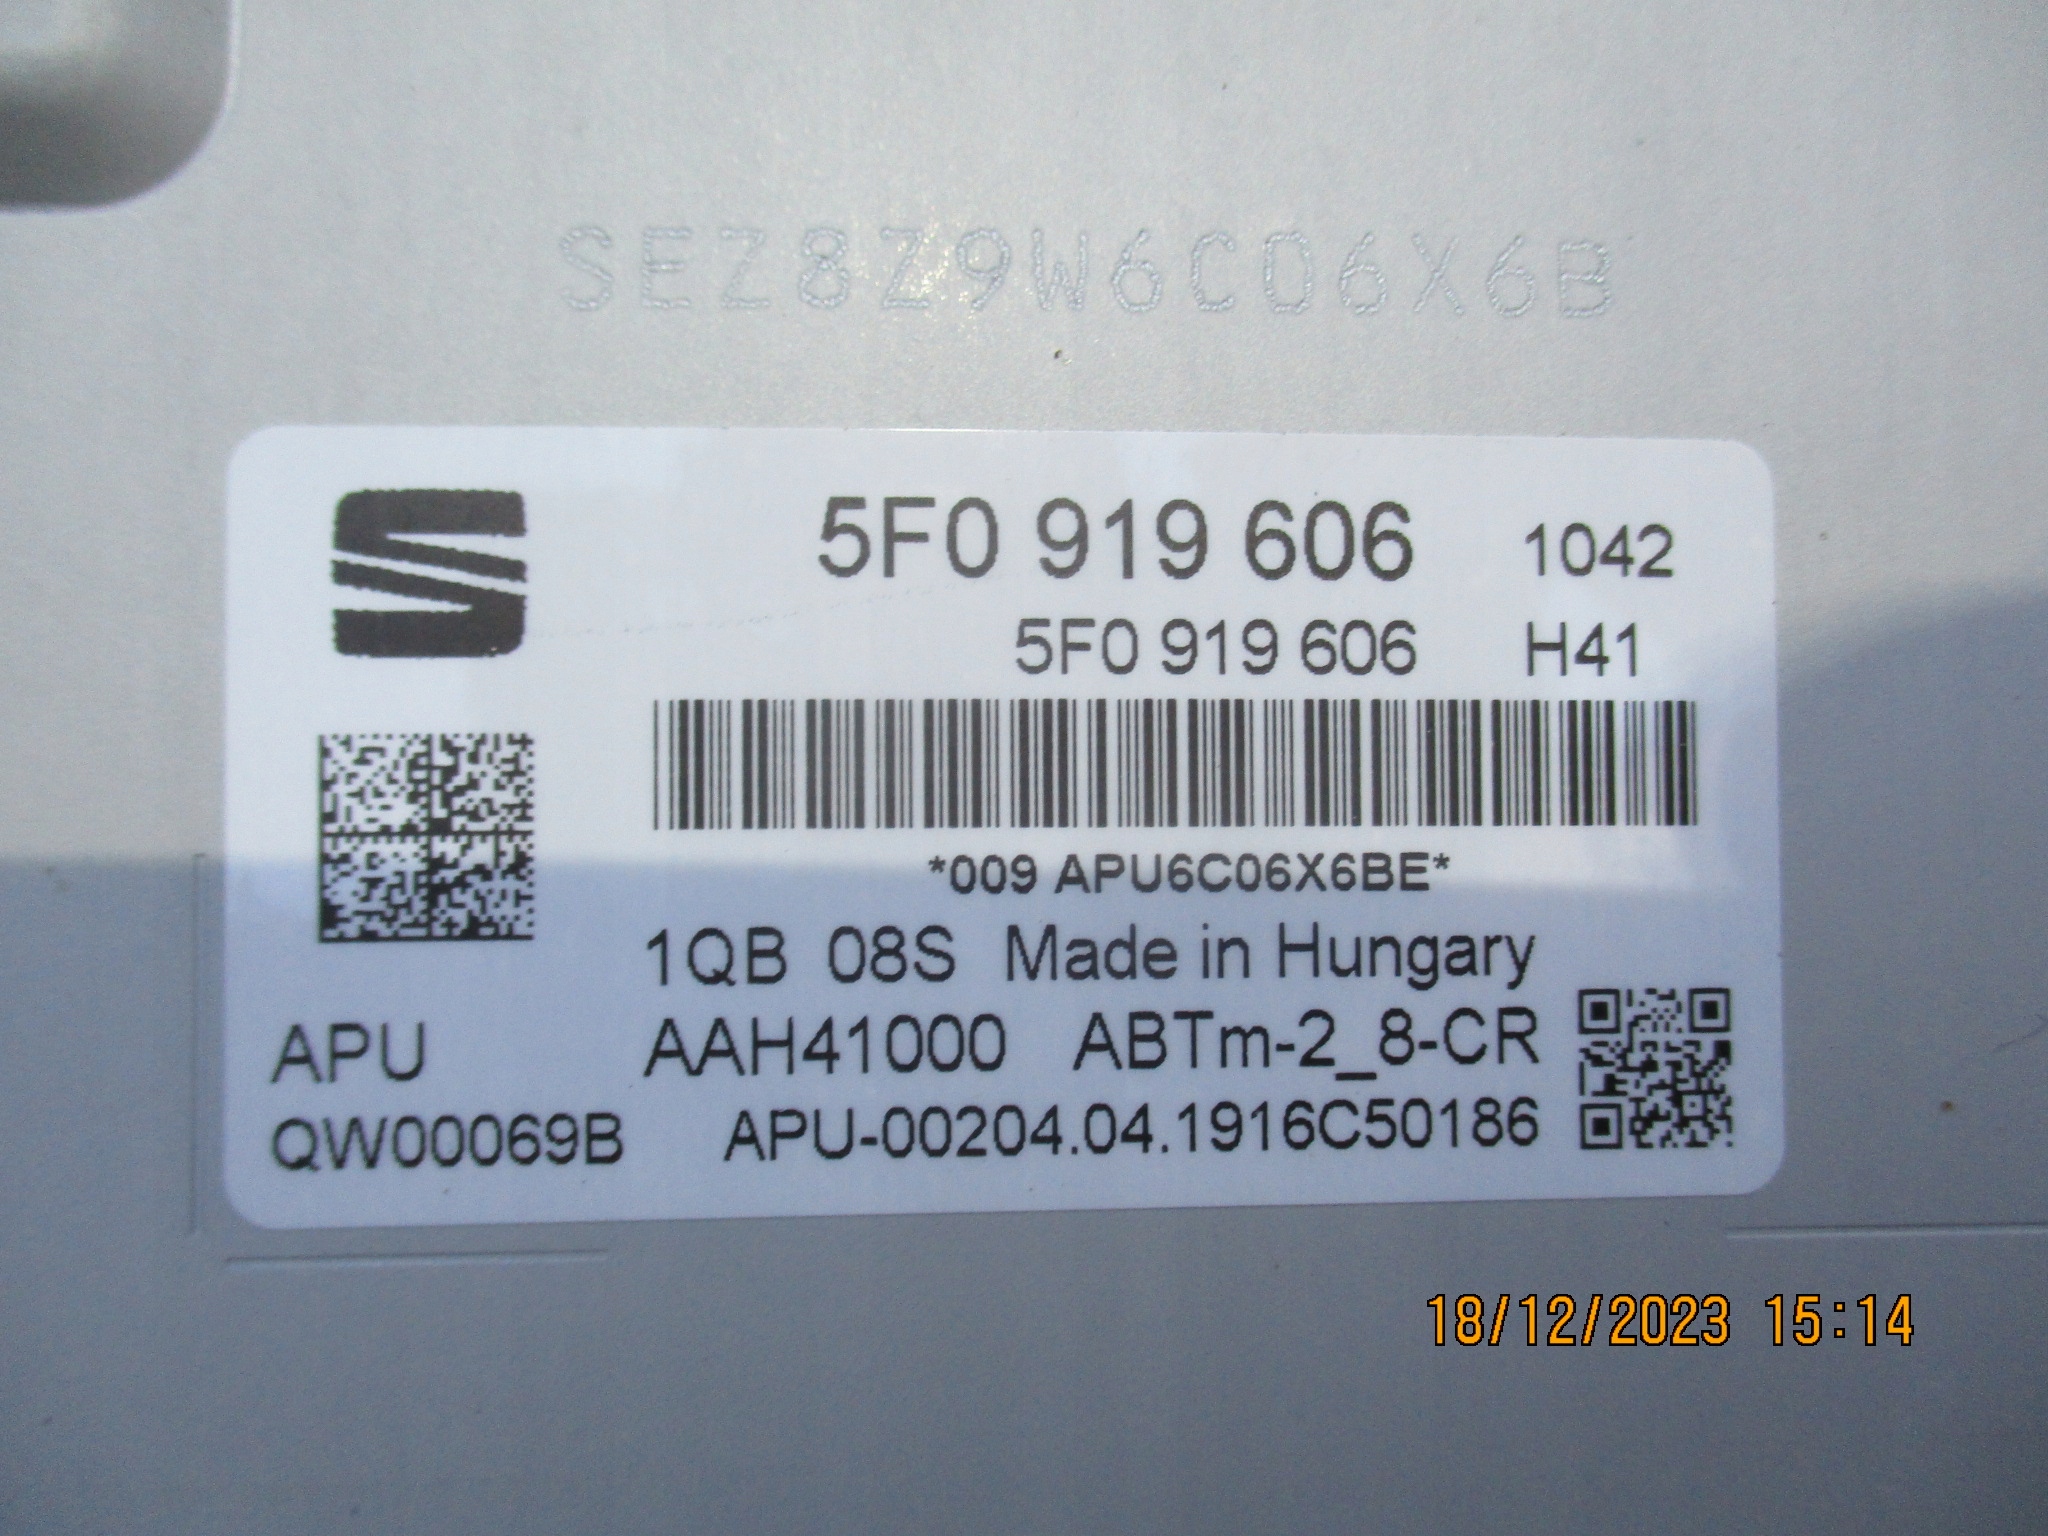 SEZ8Z9W6C06X6B
5F0 919 606 1042
5F0 919 606 H41
*009 APU6C06X6BE*
1QB 08S Made in Hungary
APU AAH41000 ABTm-2_8-CR
QW00069B APU-00204.04.1916C50186
18/12/2023 15:14